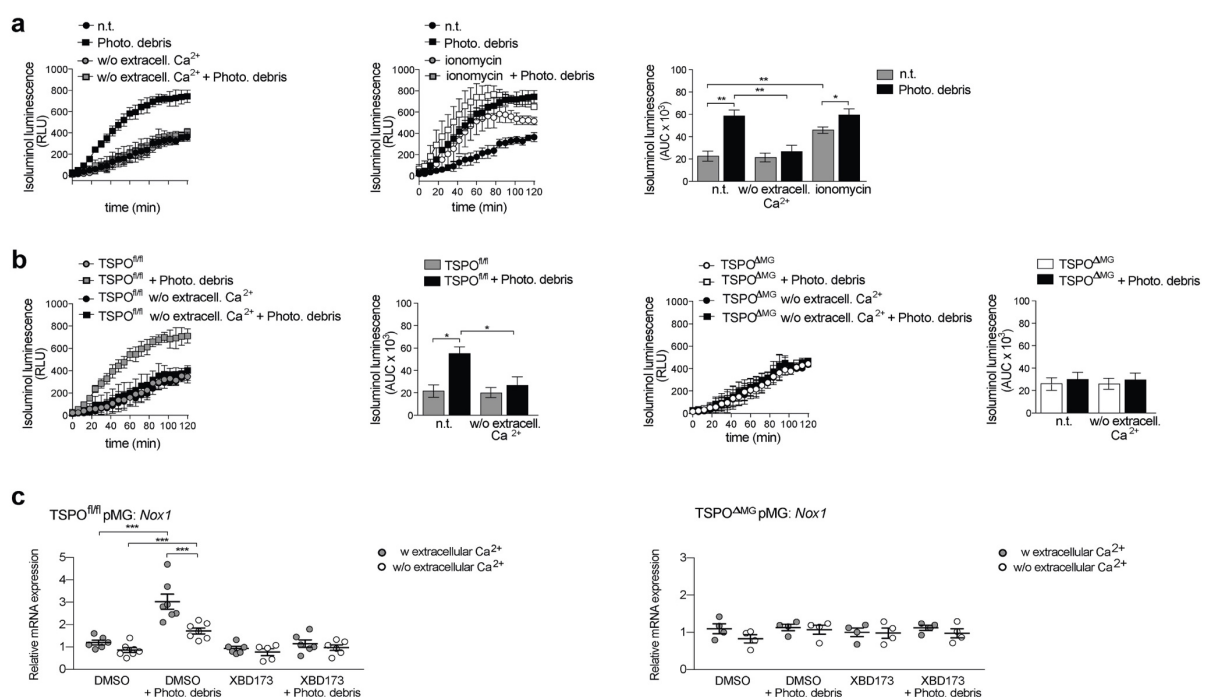 a
n.t.
Photo. debris
w/o extracell. Ca²⁺
w/o extracell. Ca²⁺ + Photo. debris
Isoluminol luminescence
(RLU)
1000
800
600
400
200
0
time (min)
n.t.
Photo. debris
ionomycin
ionomycin + Photo. debris
Isoluminol luminescence
(RLU)
1000
800
600
400
200
0
0 20 40 60 80 100 120
time (min)
n.t.
Photo. debris
Isoluminol luminescence
(AUC x 10³)
100
80
60
40
20
0
** ** ** *
n.t. w/o extracell. ionomycin
Ca²⁺
b
TSPOfl/fl
TSPOfl/fl + Photo. debris
TSPOfl/fl w/o extracell. Ca²⁺
TSPOfl/fl w/o extracell. Ca²⁺ + Photo. debris
Isoluminol luminescence
(RLU)
1000
800
600
400
200
0
0 20 40 60 80 100 120
time (min)
TSPOfl/fl
TSPOfl/fl + Photo. debris
Isoluminol luminescence
(AUC x 10³)
100
80
60
40
20
0
* *
n.t. w/o extracell.
Ca ²⁺
TSPOΔMG
TSPOΔMG + Photo. debris
TSPOΔMG w/o extracell. Ca²⁺
TSPOΔMG w/o extracell. Ca²⁺ + Photo. debris
Isoluminol luminescence
(RLU)
1000
800
600
400
200
0
0 20 40 60 80 100 120
time (min)
TSPOΔMG
TSPOΔMG + Photo. debris
Isoluminol luminescence
(AUC x 10³)
100
80
60
40
20
0
n.t. w/o extracell.
Ca ²⁺
c
TSPOfl/fl pMG: Nox1
*** *** ***
w extracellular Ca²⁺
w/o extracellular Ca²⁺
Relative mRNA expression
5
4
3
2
1
0
DMSO DMSO XBD173 XBD173
+ Photo. debris + Photo. debris
TSPOΔMG pMG: Nox1
w extracellular Ca²⁺
w/o extracellular Ca²⁺
Relative mRNA expression
3
2
1
0
DMSO DMSO XBD173 XBD173
+ Photo. debris + Photo. debris